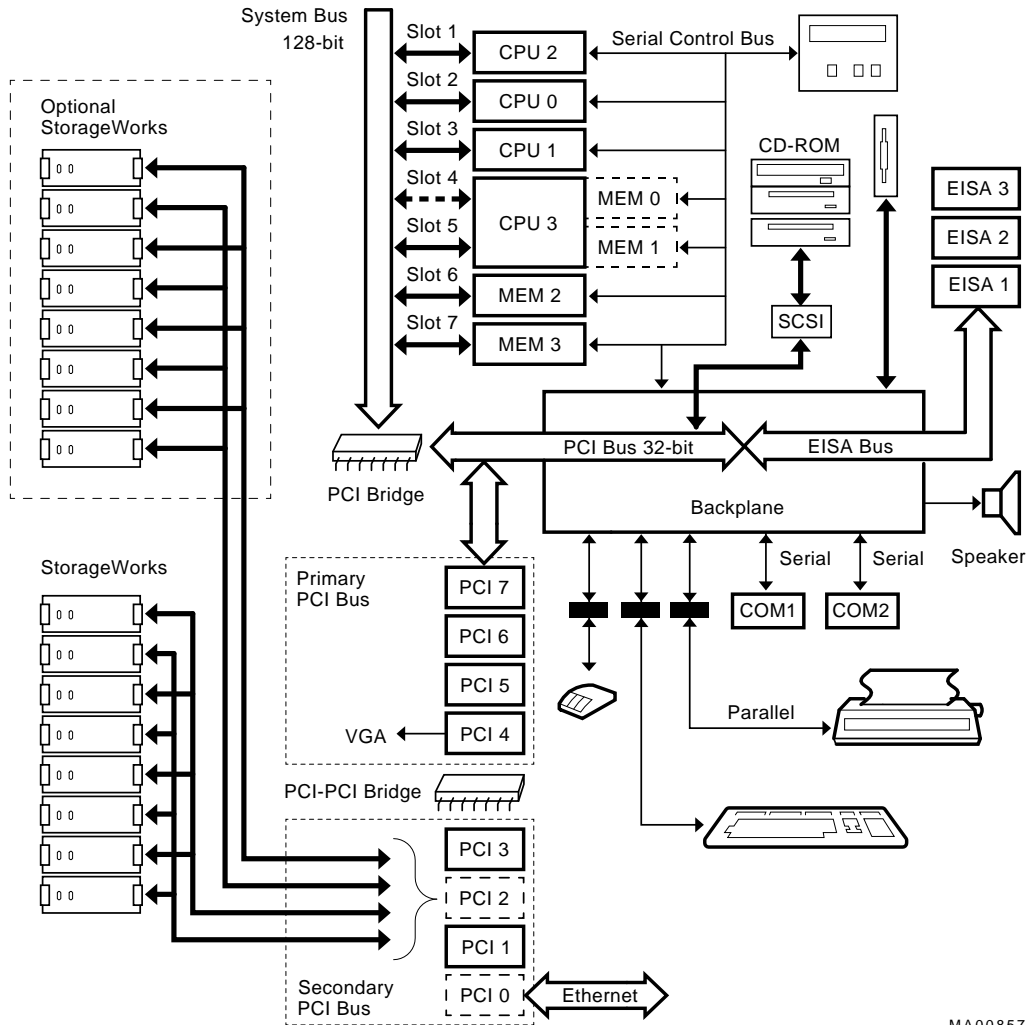 System Bus
128-bit
Slot 1
CPU 2
Serial Control Bus
Slot 2
CPU 0
Slot 3
CPU 1
Slot 4
CPU 3
MEM 0
Slot 5
MEM 1
Slot 6
MEM 2
Slot 7
MEM 3
CD-ROM
SCSI
EISA 3
EISA 2
EISA 1
Optional
StorageWorks
PCI Bridge
PCI Bus 32-bit
EISA Bus
Backplane
Speaker
Serial
Serial
COM1
COM2
StorageWorks
Primary
PCI Bus
PCI 7
PCI 6
PCI 5
PCI 4
VGA
Parallel
PCI-PCI Bridge
PCI 3
PCI 2
PCI 1
PCI 0
Secondary
PCI Bus
Ethernet
MA00857